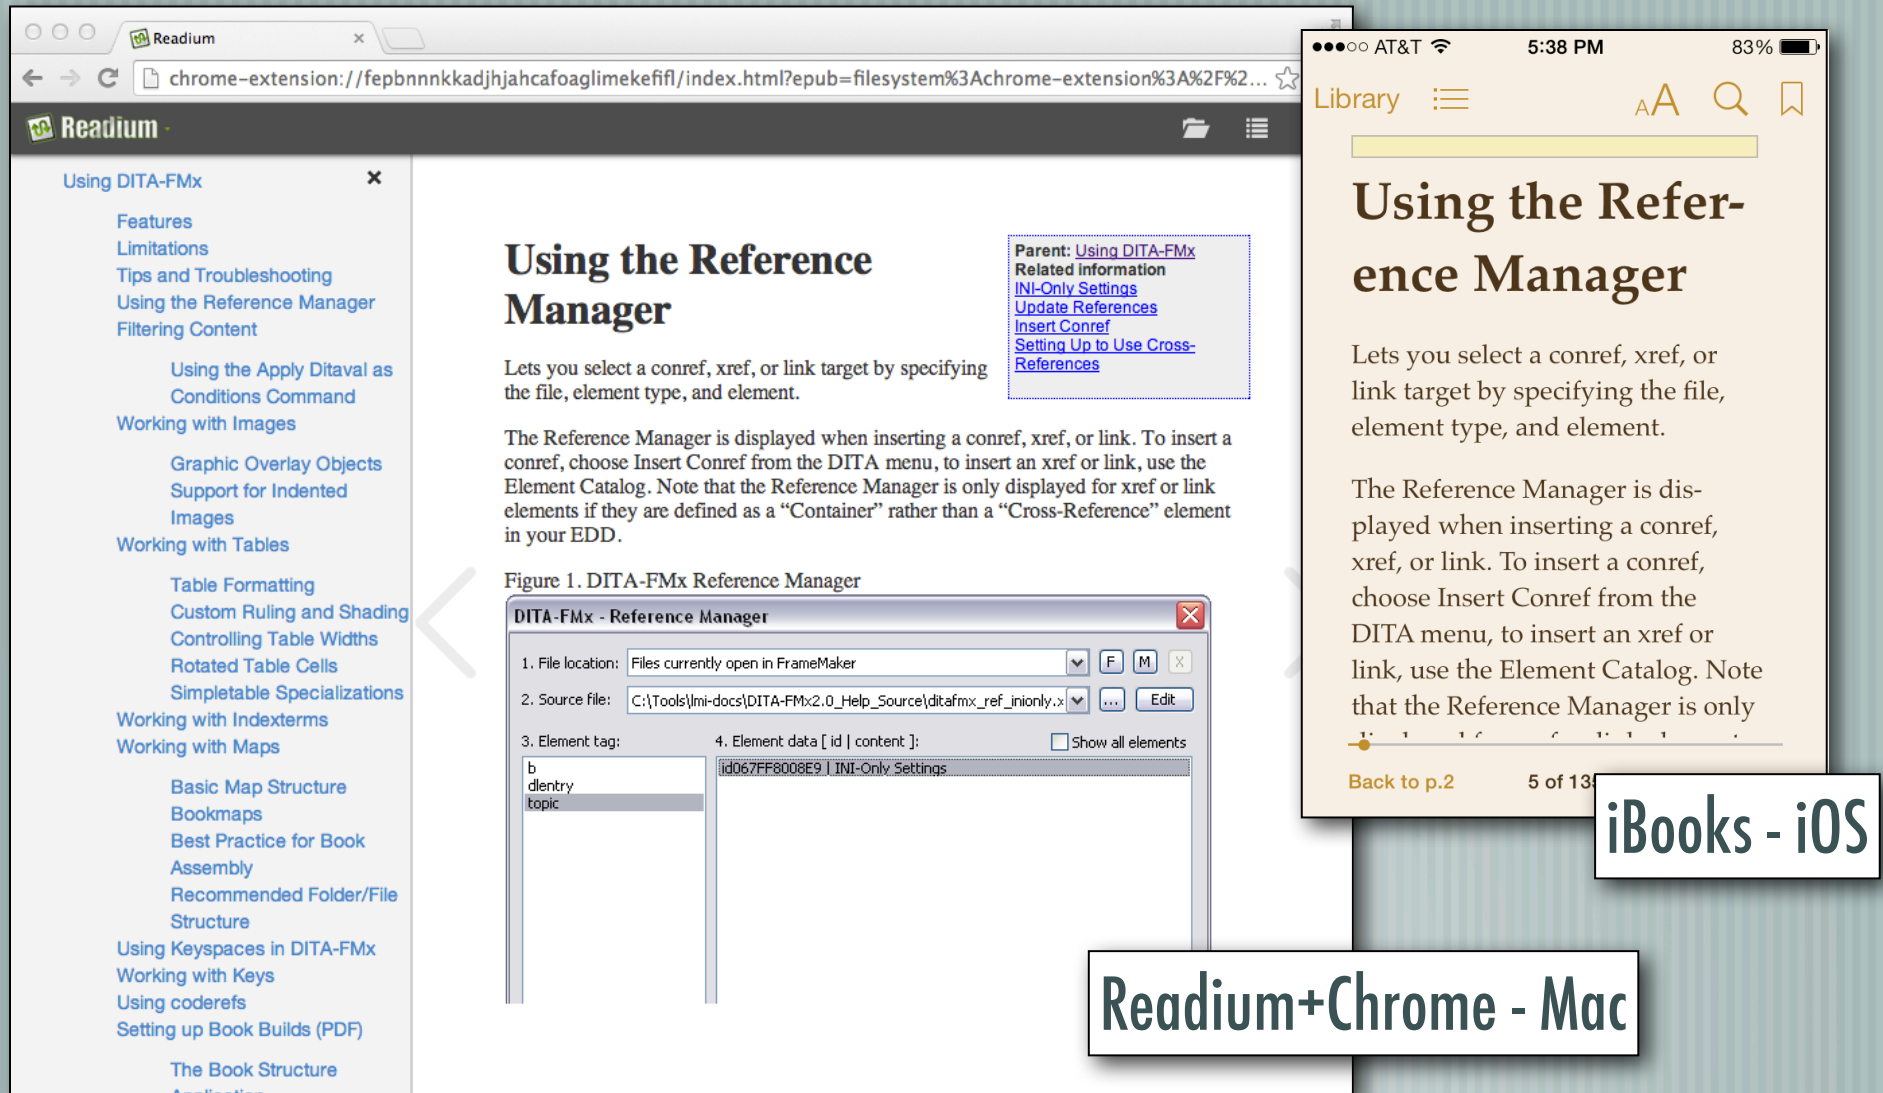 Readium
chrome-extension://fepbnnnkkadjhjahcafoaglimekefifl/index.html?epub=filesystem%3Achrome-extension%3A%2F%2...
Readium
Using DITA-FMx
Features
Limitations
Tips and Troubleshooting
Using the Reference Manager
Filtering Content
Using the Apply Ditaval as
Conditions Command
Working with Images
Graphic Overlay Objects
Support for Indented
Images
Working with Tables
Table Formatting
Custom Ruling and Shading
Controlling Table Widths
Rotated Table Cells
Simpletable Specializations
Working with Indexterms
Working with Maps
Basic Map Structure
Bookmaps
Best Practice for Book
Assembly
Recommended Folder/File
Structure
Using Keyspaces in DITA-FMx
Working with Keys
Using coderefs
Setting up Book Builds (PDF)
The Book Structure
Using the Reference
Manager
Parent: Using DITA-FMx
Related information
INI-Only Settings
Update References
Insert Conref
Setting Up to Use Cross-
References
Lets you select a conref, xref, or link target by specifying
the file, element type, and element.
The Reference Manager is displayed when inserting a conref, xref, or link. To insert a
conref, choose Insert Conref from the DITA menu, to insert an xref or link, use the
Element Catalog. Note that the Reference Manager is only displayed for xref or link
elements if they are defined as a “Container” rather than a “Cross-Reference” element
in your EDD.
Figure 1. DITA-FMx Reference Manager
DITA-FMx - Reference Manager
1. File location: Files currently open in FrameMaker F M X
2. Source file: C:\Tools\lmi-docs\DITA-FMx2.0_Help_Source\ditafmx_ref_inionly.x ... Edit
3. Element tag: 4. Element data [ id | content ]: Show all elements
b
dlentry
topic
id067FF8008E9 | INI-Only Settings
AT&T 5:38 PM 83%
Library AA
Using the Refer-
ence Manager
Lets you select a conref, xref, or
link target by specifying the file,
element type, and element.
The Reference Manager is dis-
played when inserting a conref,
xref, or link. To insert a conref,
choose Insert Conref from the
DITA menu, to insert an xref or
link, use the Element Catalog. Note
that the Reference Manager is only
Back to p.2 5 of 135
iBooks - iOS
Readium+Chrome - Mac